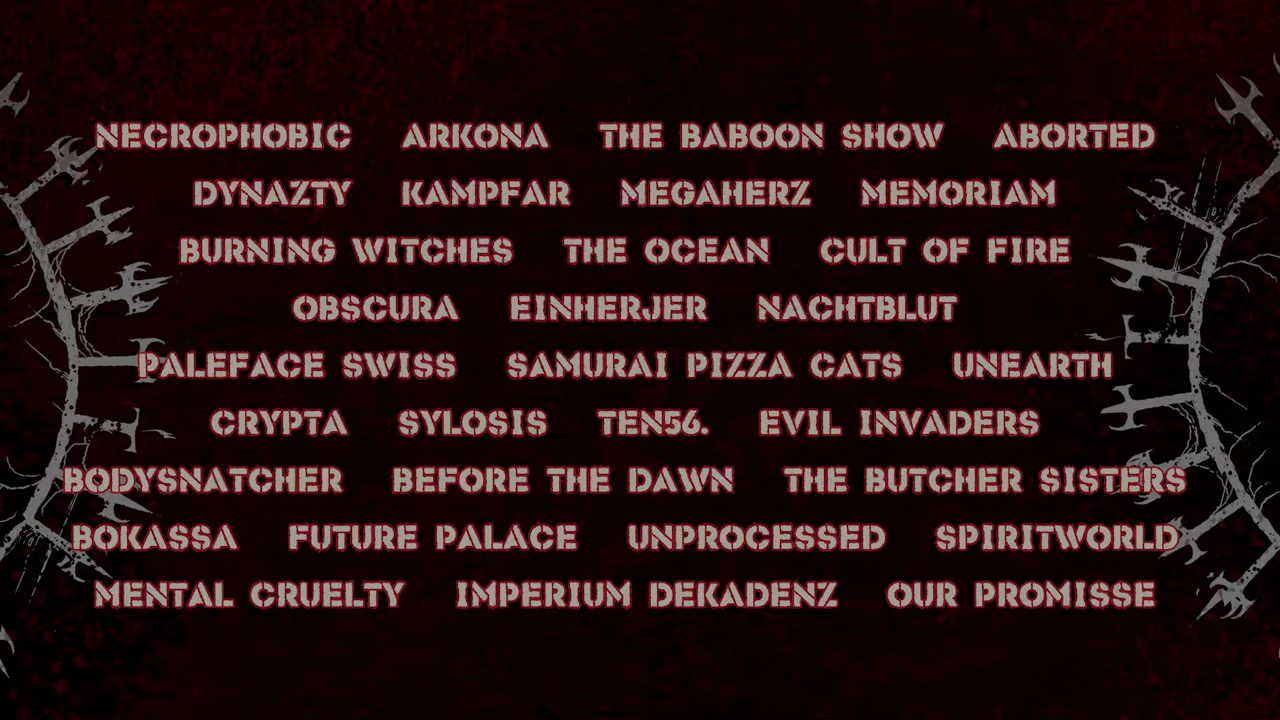 NECROPHOBIC ARKONA THE BABOON SHOW ABORTED
DYNAZTY KAMPFAR MEGAHERZ MEMORIAM
BURNING WITCHES THE OCEAN CULT OF FIRE
OBSCURA EINHERJER NACHTBLUT
PALEFACE SWISS SAMURAI PIZZA CATS UNEARTH
CRYPTA SYLOSIS TEN56. EVIL INVADERS
BODYSNATCHER BEFORE THE DAWN THE BUTCHER SISTERS
BOKASSA FUTURE PALACE UNPROCESSED SPIRITWORLD
MENTAL CRUELTY IMPERIUM DEKADENZ OUR PROMISSE